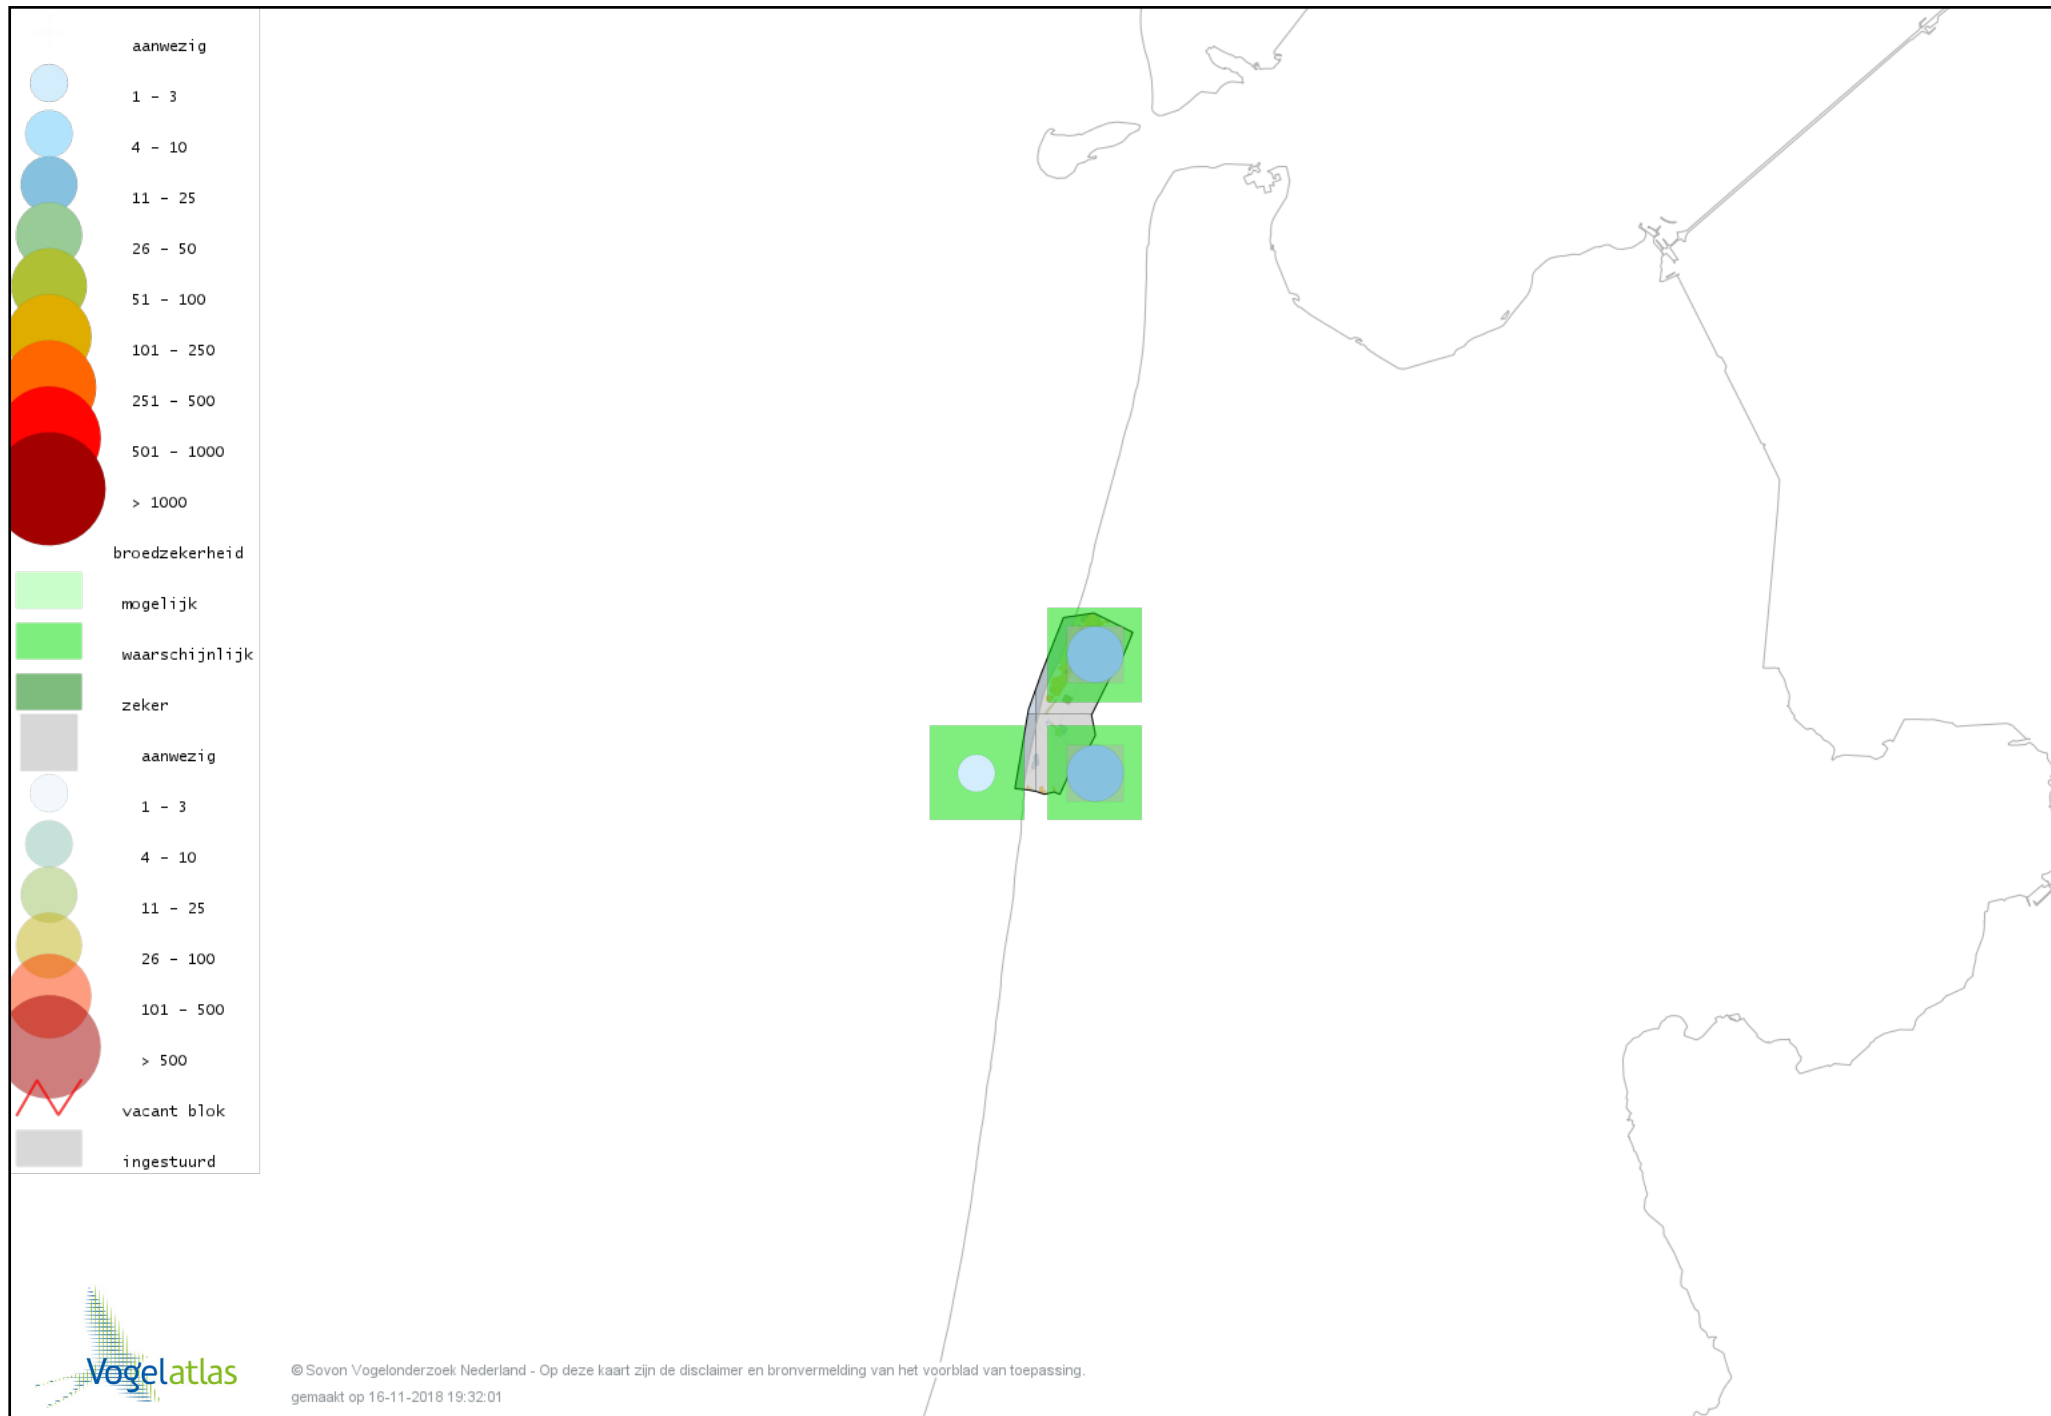 aanwezig
1 - 3
4 - 10
11 - 25
26 - 50
51 - 100
101 - 250
251 - 500
501 - 1000
> 1000
broedzekerheid
mogelijk
waarschijnlijk
zeker
aanwezig
1 - 3
4 - 10
11 - 25
26 - 100
101 - 500
> 500
vacant blok
ingestuurd
Vogelatlas
© Sovon Vogelonderzoek Nederland - Op deze kaart zijn de disclaimer en bronvermelding van het voorblad van toepassing.
gemaakt op 16-11-2018 19:32:01